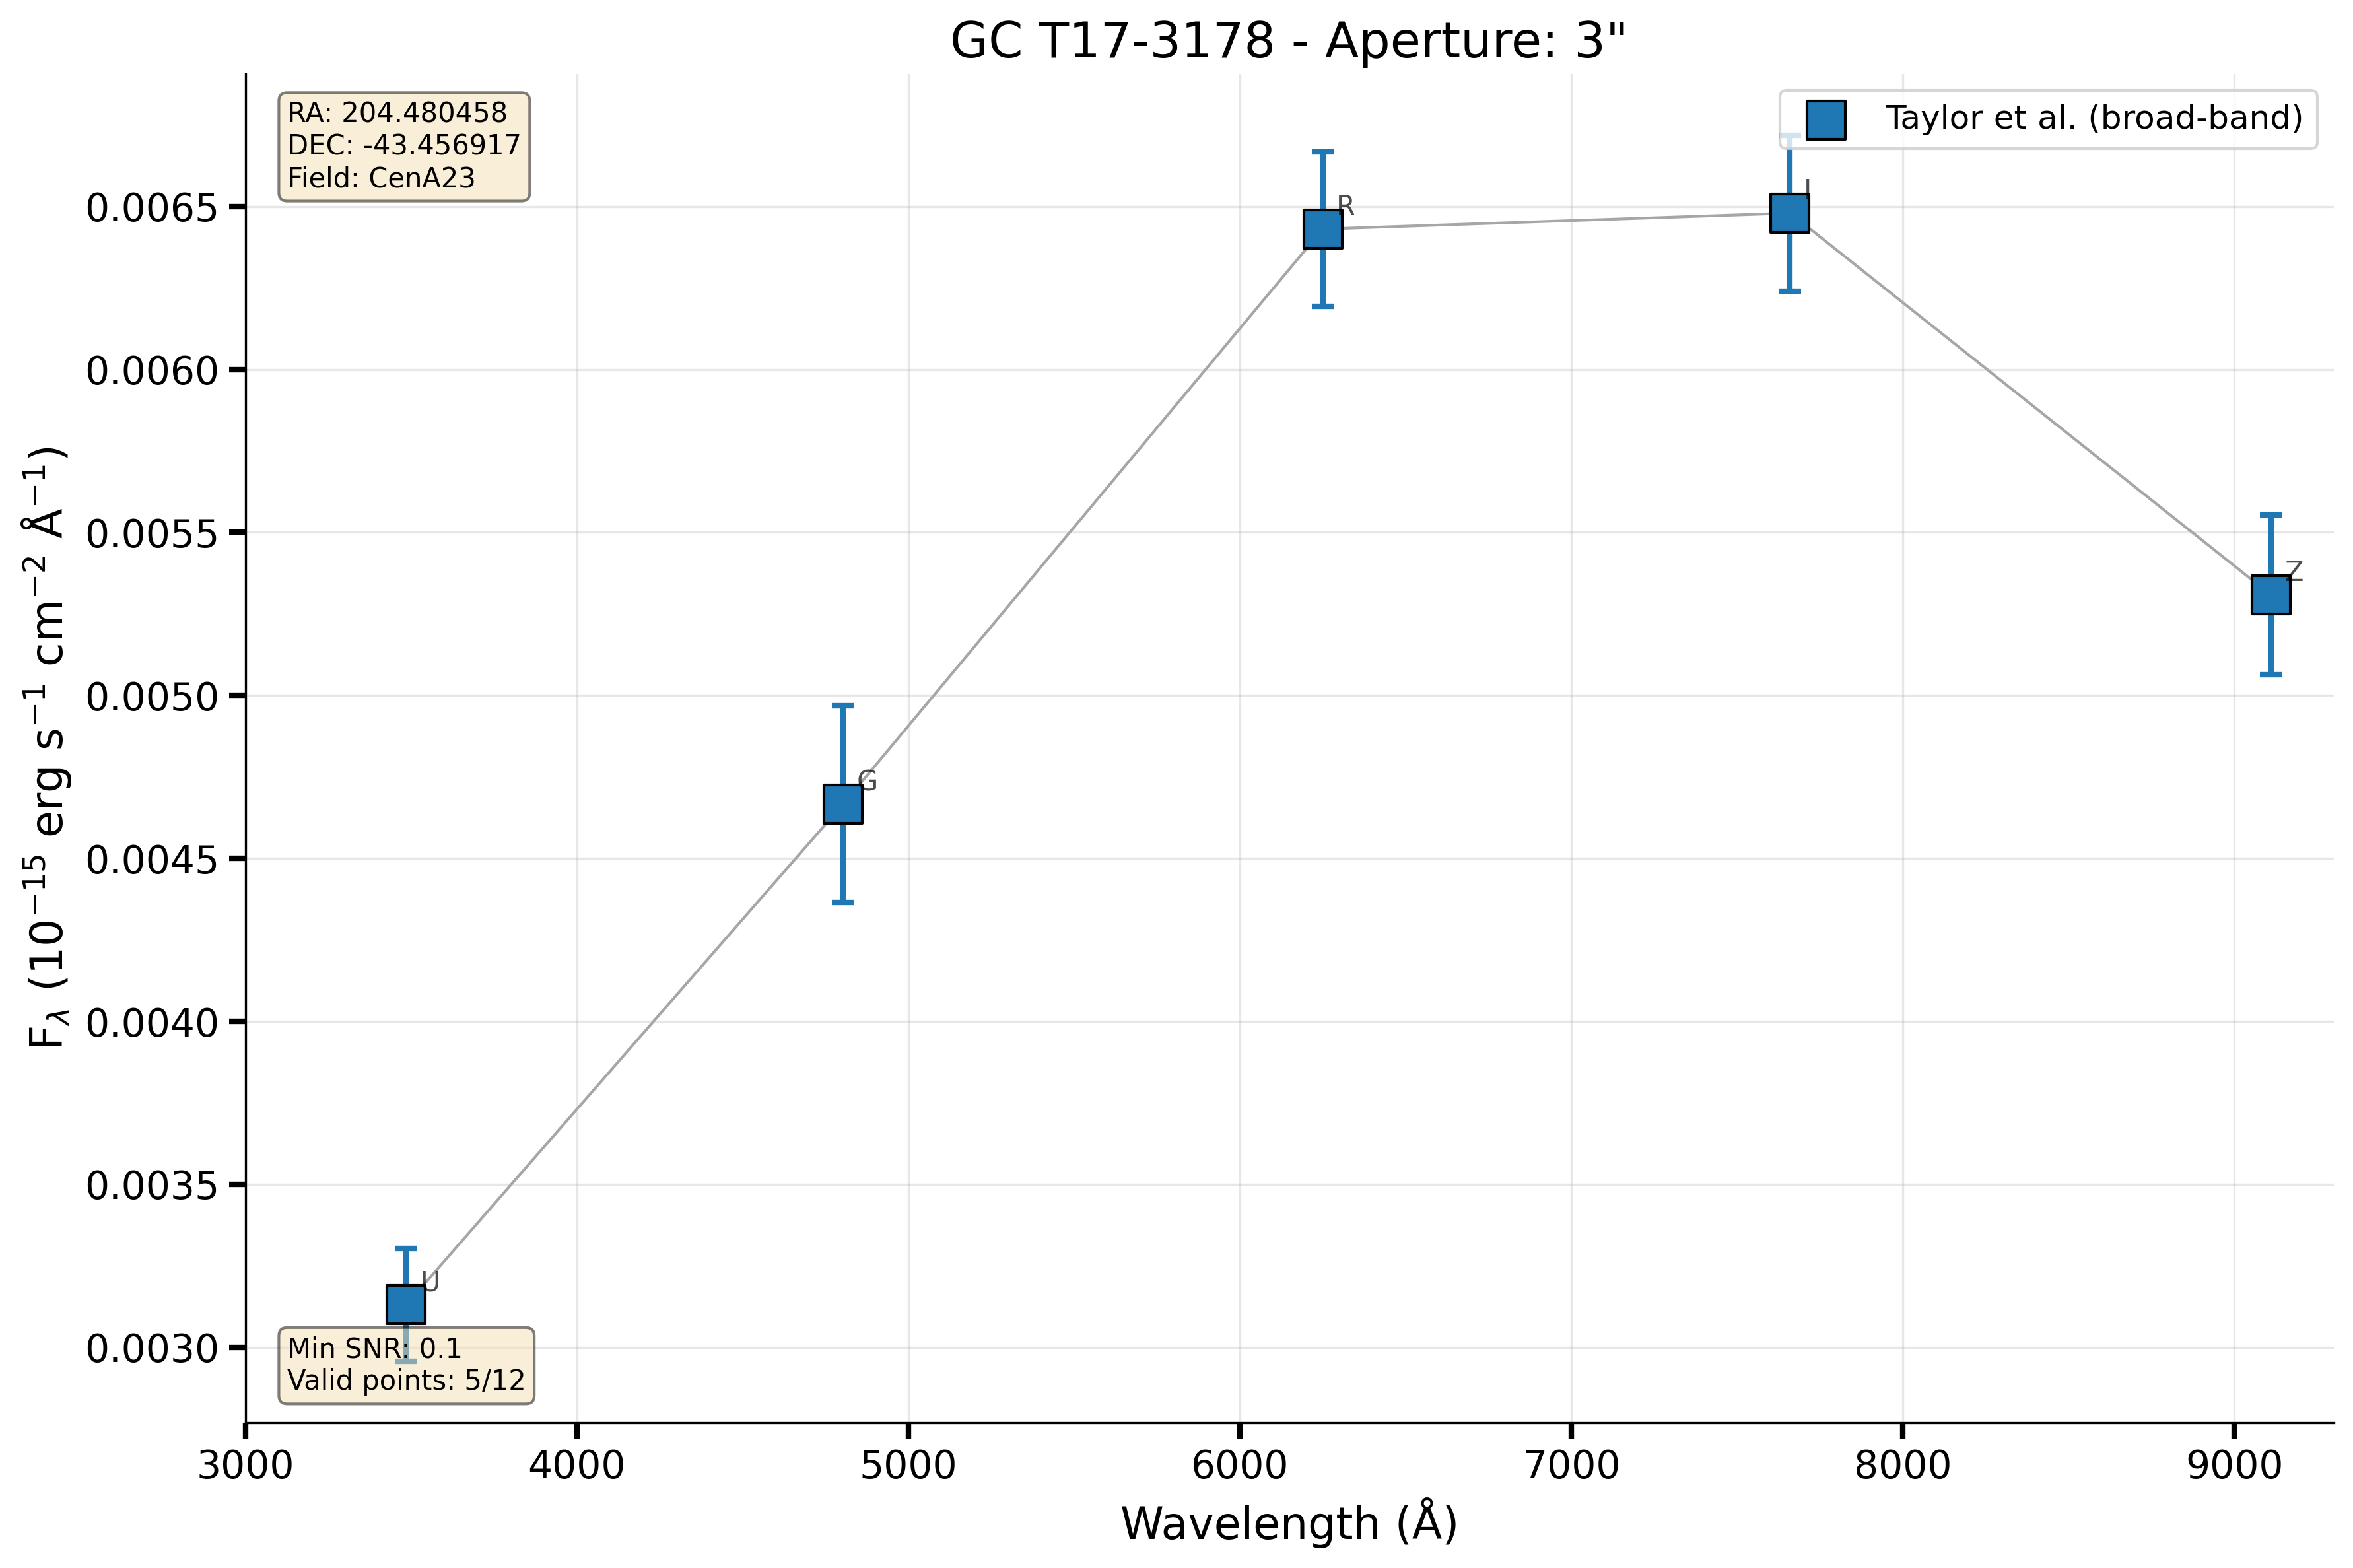 GC T17-3178 - Aperture: 3"
RA: 204.480458
DEC: -43.456917
Field: CenA23
Taylor et al. (broad-band)
F_λ (10⁻¹⁵ erg s⁻¹ cm⁻² Å⁻¹)
0.0065
0.0060
0.0055
0.0050
0.0045
0.0040
0.0035
0.0030
U
G
R
I
Z
Min SNR: 0.1
Valid points: 5/12
3000 4000 5000 6000 7000 8000 9000
Wavelength (Å)